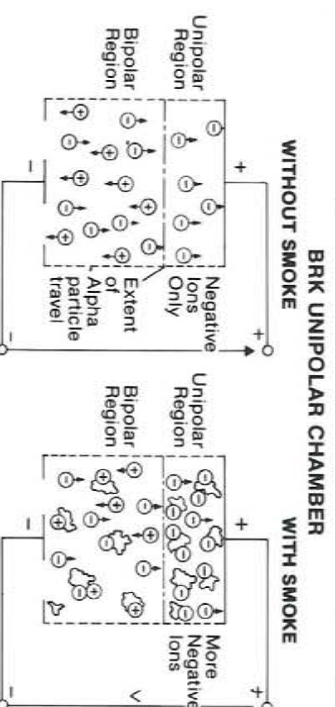 BRK UNIPOLAR CHAMBER
WITHOUT SMOKE
+
+
Unipolar
Region
Bipolar
Region
Negative
Ions
Only
Extent
of
Alpha
particle
travel
−
−
WITH SMOKE
+
+
Unipolar
Region
Bipolar
Region
More
Negative
Ions
V
−
−